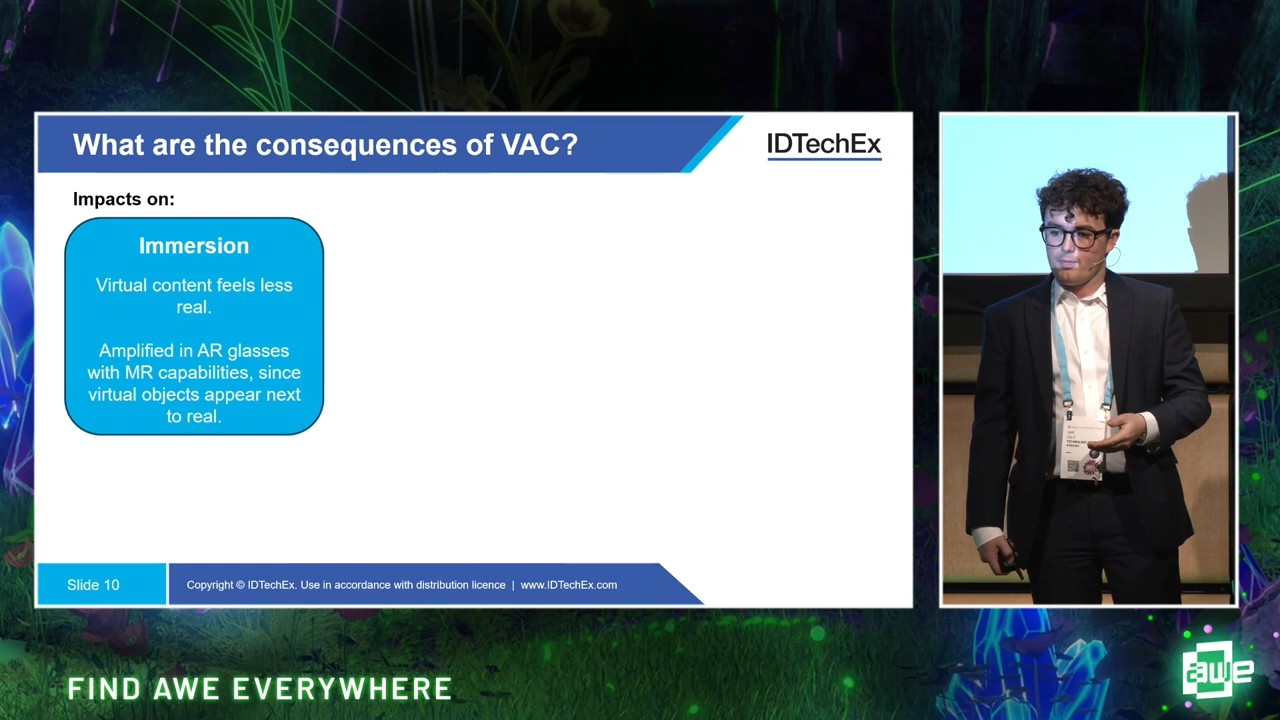 What are the consequences of VAC?
IDTechEx
Impacts on:
Immersion
Virtual content feels less
real.
Amplified in AR glasses
with MR capabilities, since
virtual objects appear next
to real.
Slide 10
Copyright © IDTechEx. Use in accordance with distribution licence | www.IDTechEx.com
FIND AWE EVERYWHERE
awe